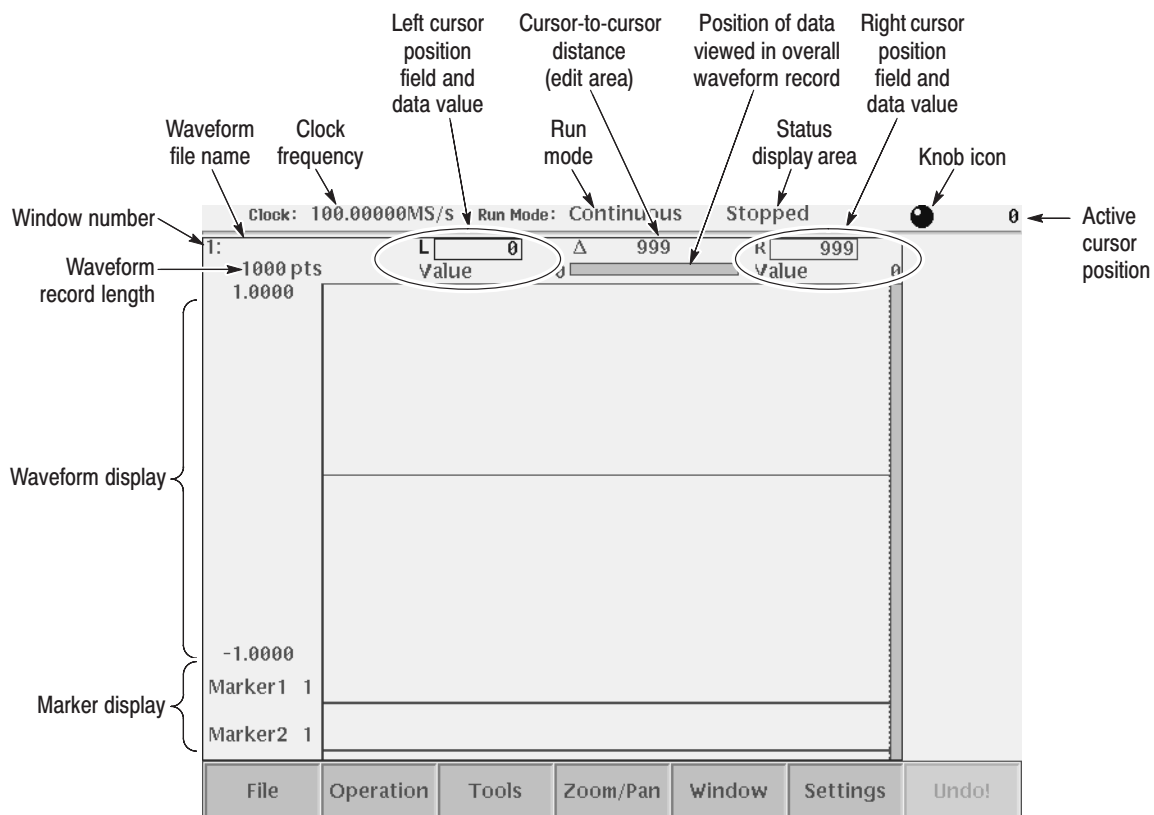 Left cursor
position
field and
data value
Cursor-to-cursor
distance
(edit area)
Position of data
viewed in overall
waveform record
Right cursor
position
field and
data value
Waveform
file name
Clock
frequency
Run
mode
Status
display area
Knob icon
Window number
Clock: 100.00000MS/s Run Mode: Continuous Stopped 0
Active
cursor
position
1: L 0 Δ 999 R 999
Waveform
record length
1000 pts Value 0 Value 0
1.0000
Waveform display
-1.0000
Marker display
Marker1 1
Marker2 1
File Operation Tools Zoom/Pan Window Settings Undo!